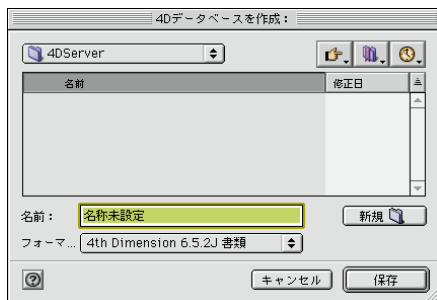 4Dデータベースを作成：
4DServer
名前 修正日
名前： 名称未設定
新規
フォーマ... 4th Dimension 6.5.2J 書類
? キャンセル 保存